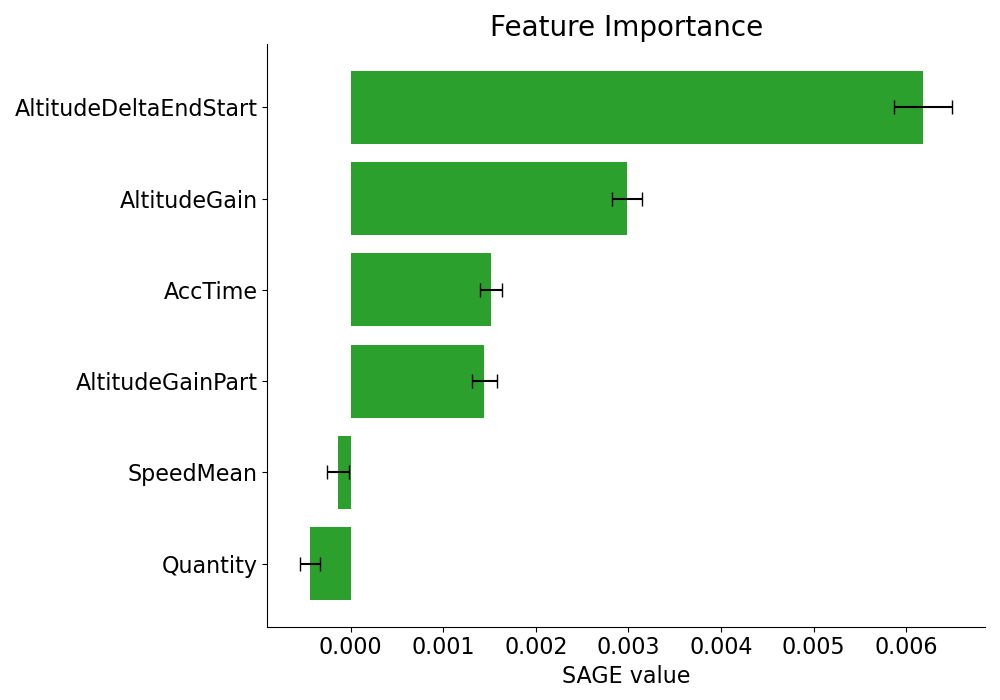 Feature Importance
AltitudeDeltaEndStart
AltitudeGain
AccTime
AltitudeGainPart
SpeedMean
Quantity
0.000 0.001 0.002 0.003 0.004 0.005 0.006
SAGE value